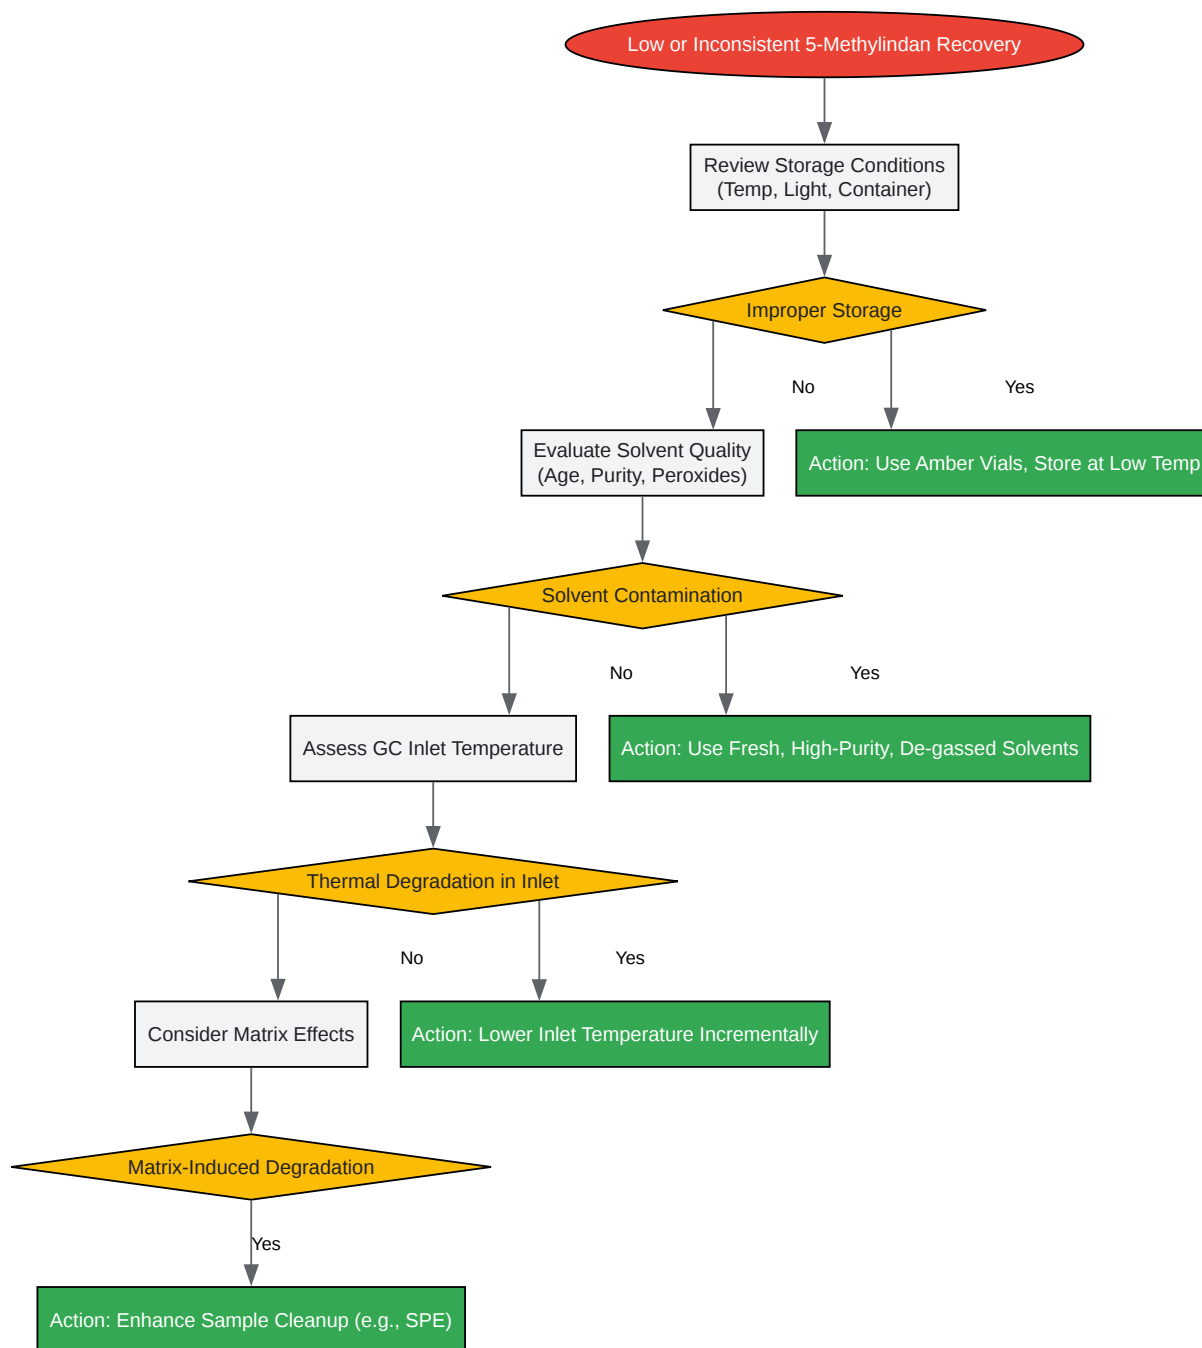 Low or Inconsistent 5-Methylindan Recovery
Review Storage Conditions
(Temp, Light, Container)
Improper Storage
No
Yes
Evaluate Solvent Quality
(Age, Purity, Peroxides)
Action: Use Amber Vials, Store at Low Temp
Solvent Contamination
No
Yes
Assess GC Inlet Temperature
Action: Use Fresh, High-Purity, De-gassed Solvents
Thermal Degradation in Inlet
No
Yes
Consider Matrix Effects
Action: Lower Inlet Temperature Incrementally
Matrix-Induced Degradation
Yes
Action: Enhance Sample Cleanup (e.g., SPE)